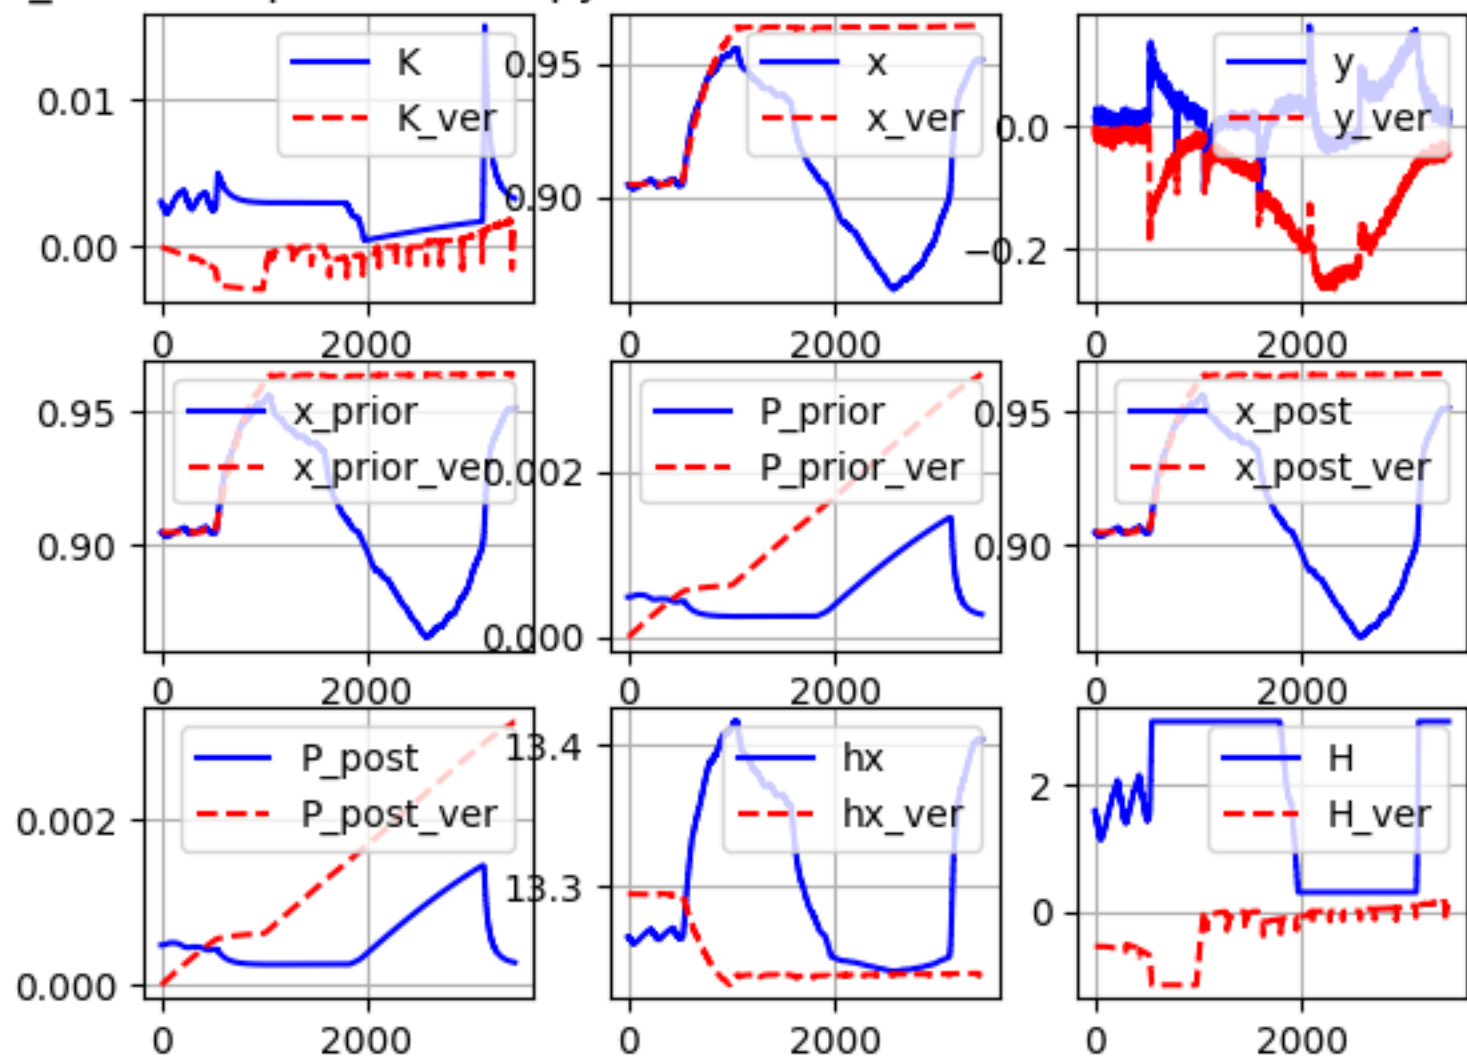 K
K_ver
0.01
0.00
0 2000
x
x_ver
0.95
0.90
0 2000
y
y_ver
0.0
−0.2
0 2000
x_prior
x_prior_ver
0.95
0.90
0 2000
P_prior
P_prior_ver
0.002
0.000
0 2000
x_post
x_post_ver
0.95
0.90
0 2000
P_post
P_post_ver
0.002
0.000
0 2000
hx
hx_ver
13.4
13.3
0 2000
H
H_ver
2
0
0 2000